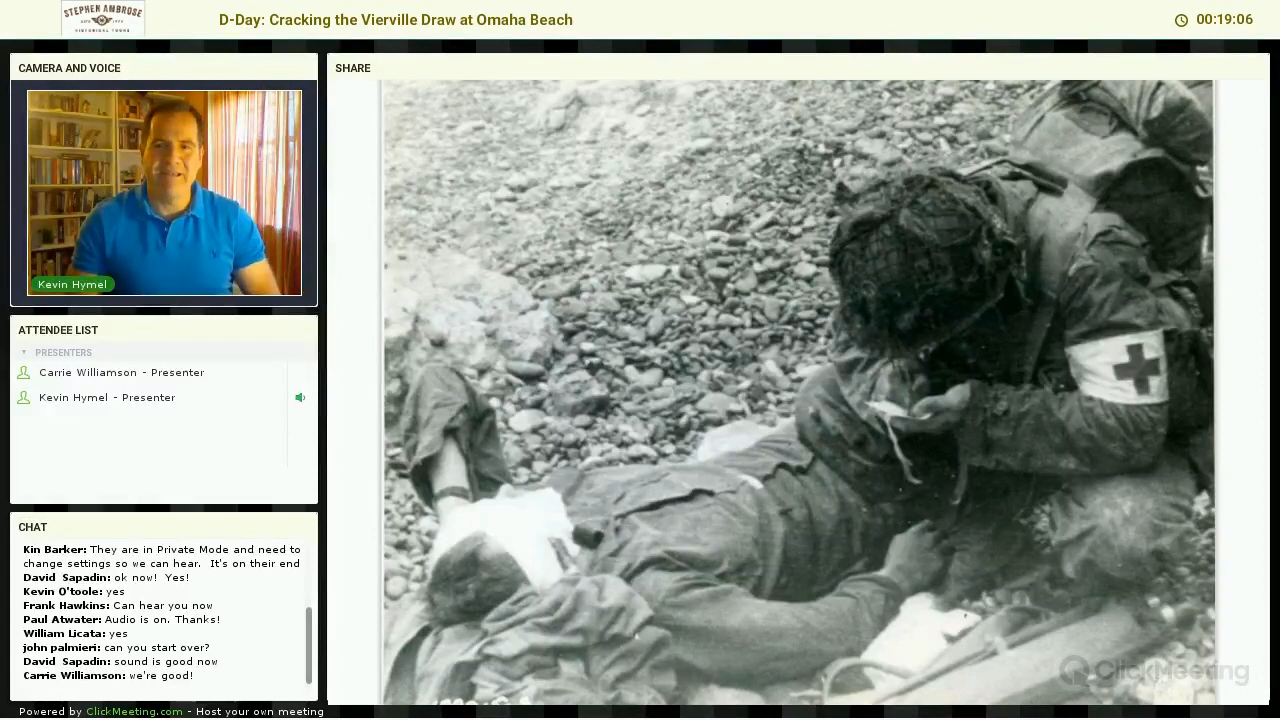 STEPHEN AMBROSE
HISTORICAL TOURS
D-Day: Cracking the Vierville Draw at Omaha Beach
00:19:06
CAMERA AND VOICE
Kevin Hymel
ATTENDEE LIST
PRESENTERS
Carrie Williamson - Presenter
Kevin Hymel - Presenter
CHAT
Kin Barker: They are in Private Mode and need to
change settings so we can hear. It's on their end
David Sapadin: ok now! Yes!
Kevin O'toole: yes
Frank Hawkins: Can hear you now
Paul Atwater: Audio is on. Thanks!
William Licata: yes
john palmieri: can you start over?
David Sapadin: sound is good now
Carrie Williamson: we're good!
Powered by ClickMeeting.com - Host your own meeting
SHARE
ClickMeeting